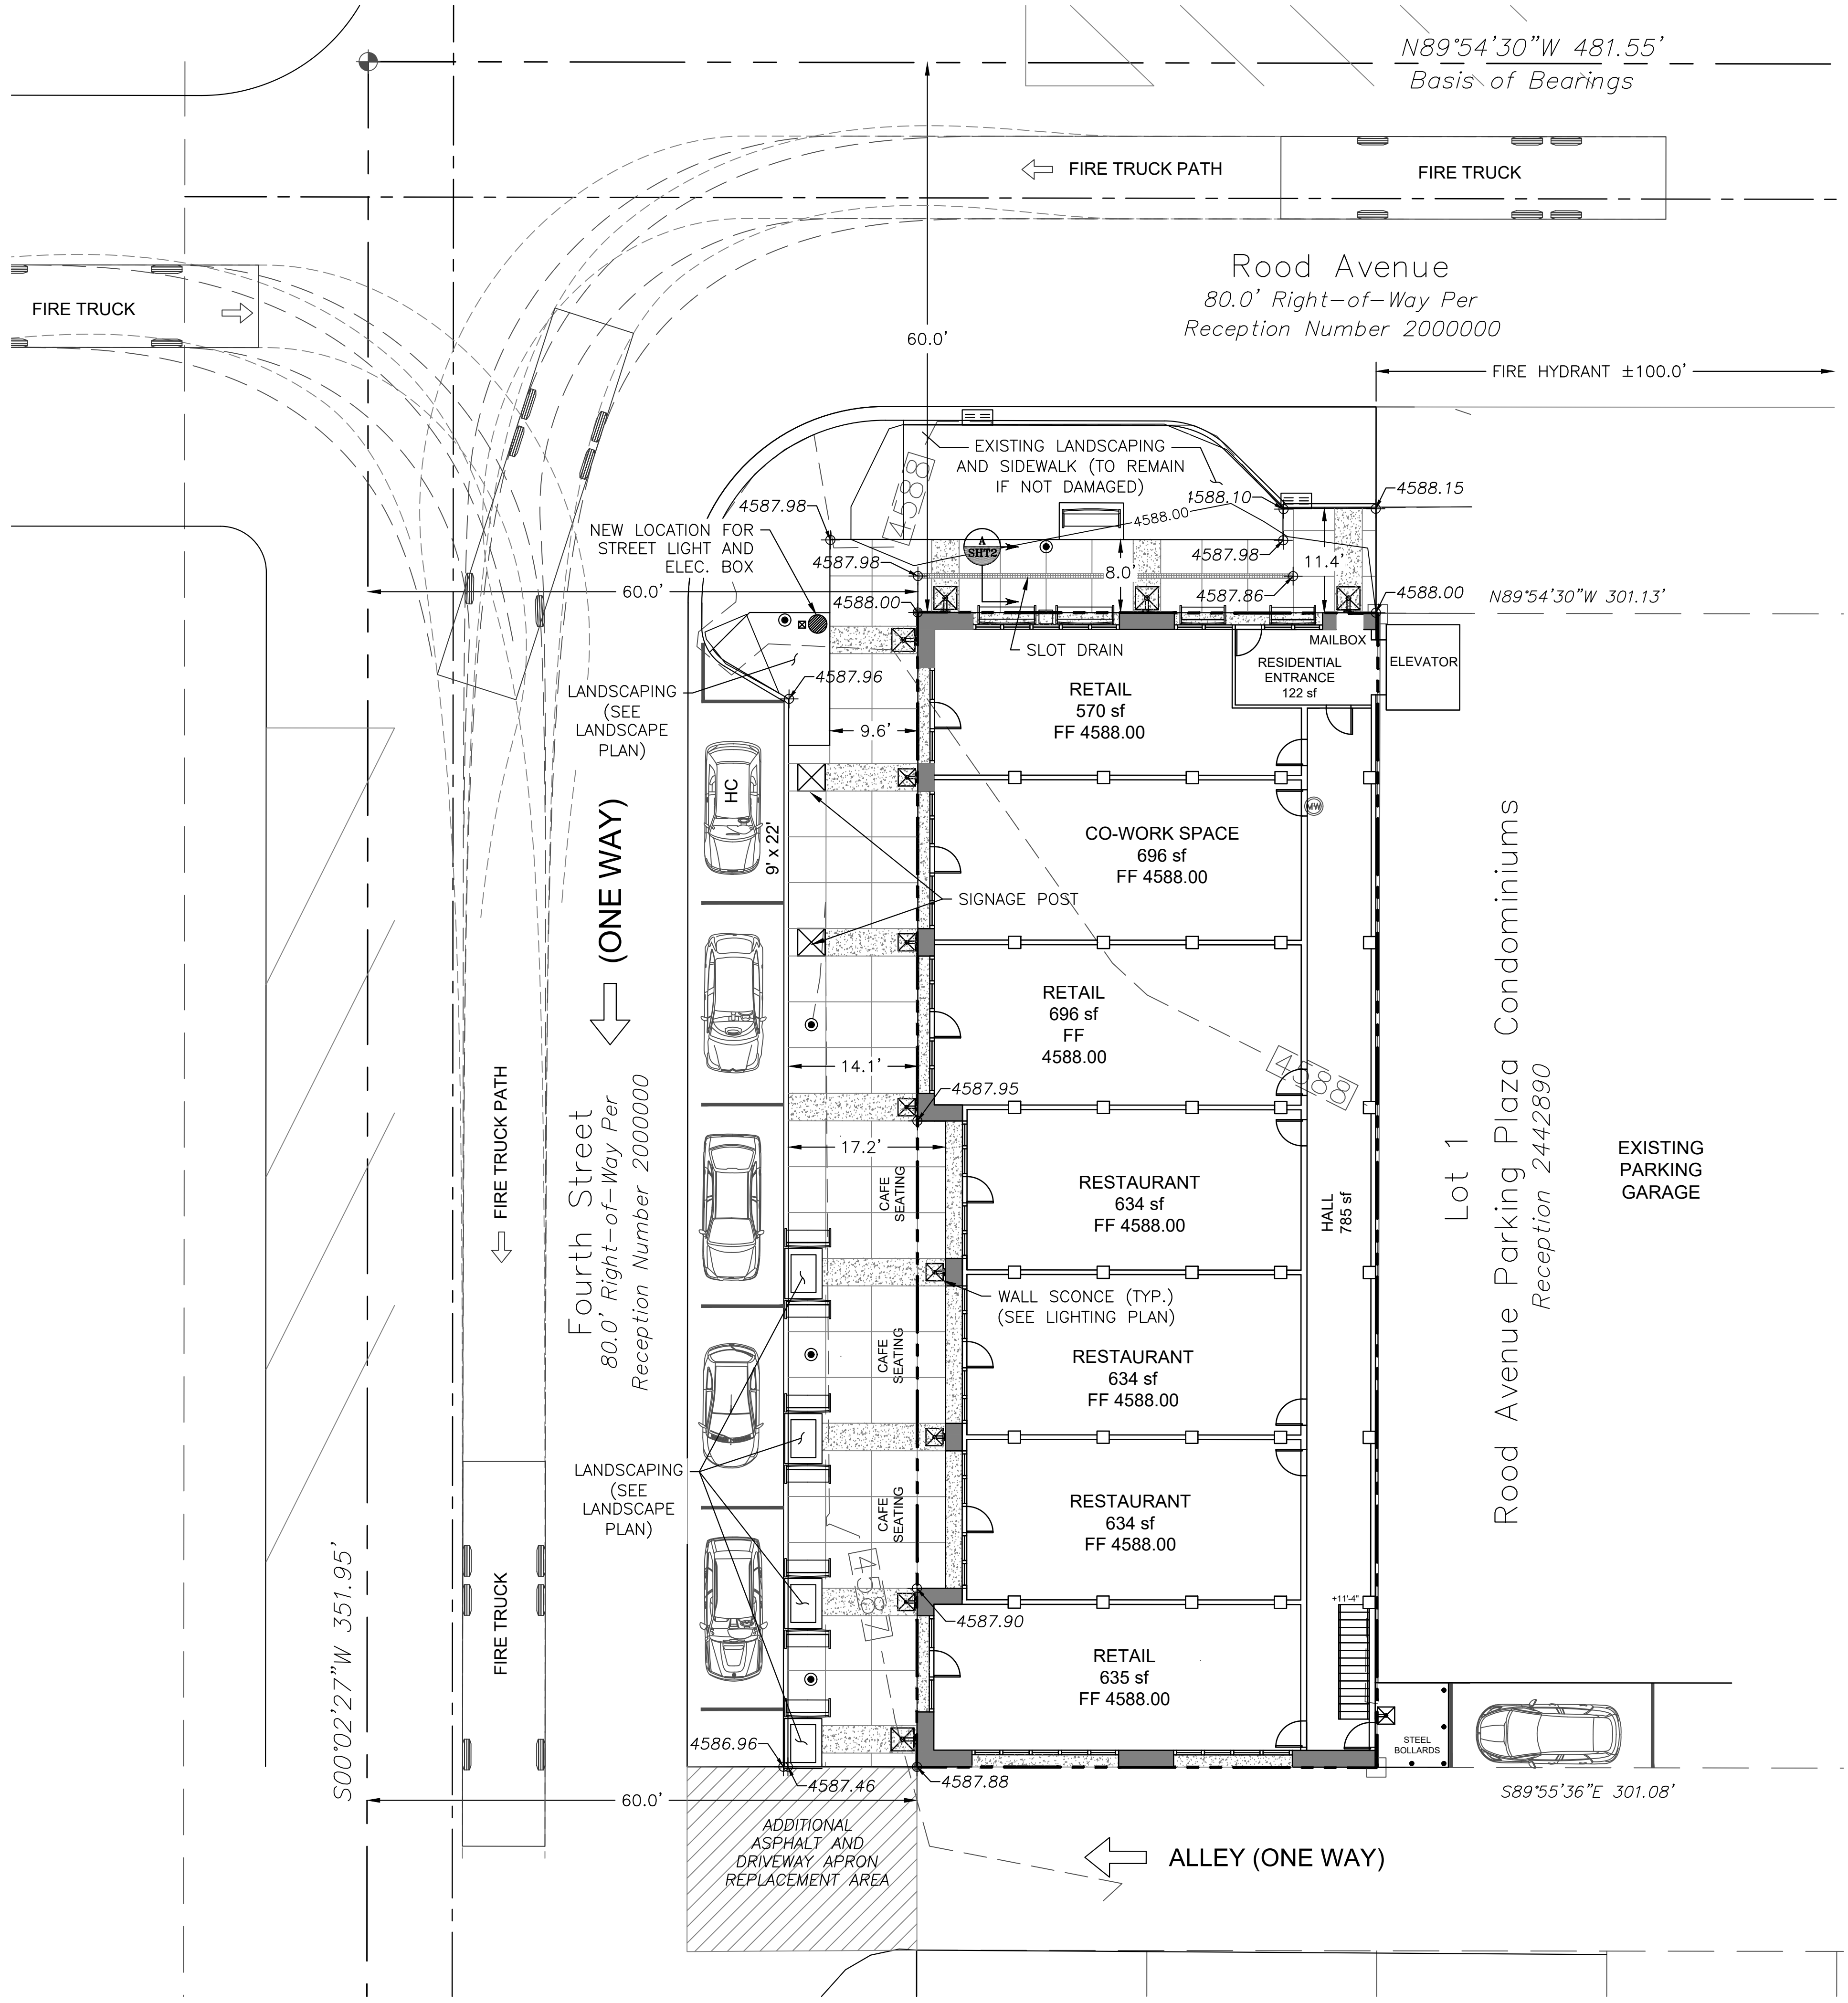 N89°54'30"W 481.55'
Basis of Bearings
FIRE TRUCK PATH
FIRE TRUCK
FIRE TRUCK
Rood Avenue
80.0' Right-of-Way Per
Reception Number 2000000
60.0'
FIRE HYDRANT ±100.0'
EXISTING LANDSCAPING
AND SIDEWALK (TO REMAIN
IF NOT DAMAGED)
4588
4588.15
4588.10
4588.00
4587.98
NEW LOCATION FOR
STREET LIGHT AND
ELEC. BOX
A
SHT2
4587.98
4587.98
11.4'
8.0'
60.0'
4588.00
4587.86
4588.00
N89°54'30"W 301.13'
SLOT DRAIN
MAILBOX
RESIDENTIAL
ENTRANCE
122 sf
ELEVATOR
4587.96
LANDSCAPING
(SEE
LANDSCAPE
PLAN)
9.6'
RETAIL
570 sf
FF 4588.00
HC
9' x 22'
(ONE WAY)
CO-WORK SPACE
696 sf
FF 4588.00
MW
SIGNAGE POST
RETAIL
696 sf
FF
4588.00
4588
14.1'
4587.95
17.2'
FIRE TRUCK PATH
Fourth Street
80.0' Right-of-Way Per
Reception Number 2000000
CAFE
SEATING
RESTAURANT
634 sf
FF 4588.00
HALL
785 sf
Lot 1
Rood Avenue Parking Plaza Condominiums
Reception 2442890
EXISTING
PARKING
GARAGE
WALL SCONCE (TYP.)
(SEE LIGHTING PLAN)
CAFE
SEATING
RESTAURANT
634 sf
FF 4588.00
LANDSCAPING
(SEE
LANDSCAPE
PLAN)
CAFE
SEATING
RESTAURANT
634 sf
FF 4588.00
S00°02'27"W 351.95'
FIRE TRUCK
4587
4587.90
+11'-4"
RETAIL
635 sf
FF 4588.00
STEEL
BOLLARDS
4586.96
4587.46
4587.88
S89°55'36"E 301.08'
60.0'
ADDITIONAL
ASPHALT AND
DRIVEWAY APRON
REPLACEMENT AREA
ALLEY (ONE WAY)